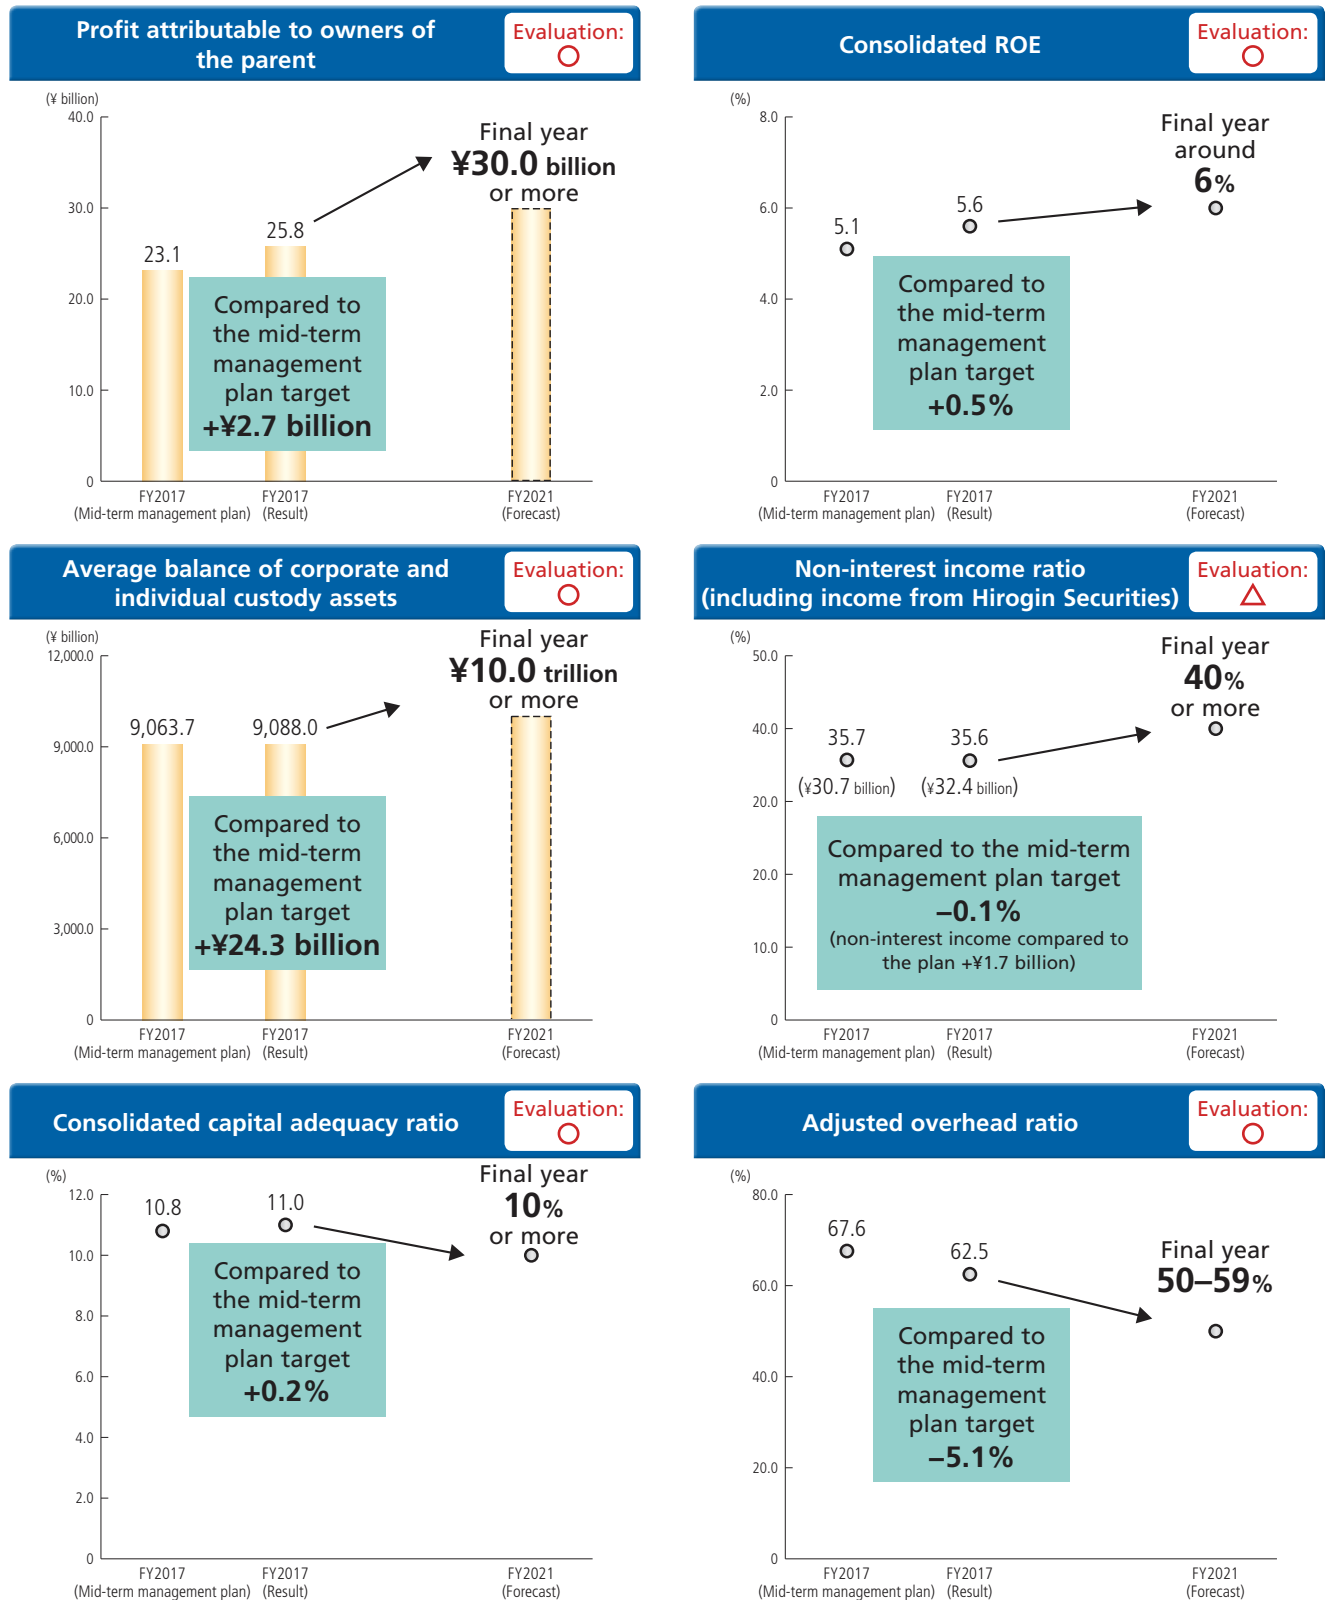 Profit attributable to owners of
the parent
Evaluation:
○
(¥ billion)
40.0
30.0
20.0
10.0
0
23.1
25.8
Final year
¥30.0 billion
or more
Compared to
the mid-term
management
plan target
+¥2.7 billion
FY2017
(Mid-term management plan)
FY2017
(Result)
FY2021
(Forecast)
Consolidated ROE
Evaluation:
○
(%)
8.0
6.0
4.0
2.0
0
5.1
5.6
Final year
around
6%
Compared to
the mid-term
management
plan target
+0.5%
FY2017
(Mid-term management plan)
FY2017
(Result)
FY2021
(Forecast)
Average balance of corporate and
individual custody assets
Evaluation:
○
(¥ billion)
12,000.0
9,000.0
6,000.0
3,000.0
0
9,063.7
9,088.0
Final year
¥10.0 trillion
or more
Compared to
the mid-term
management
plan target
+¥24.3 billion
FY2017
(Mid-term management plan)
FY2017
(Result)
FY2021
(Forecast)
Non-interest income ratio
(including income from Hirogin Securities)
Evaluation:
△
(%)
50.0
40.0
20.0
20.0
10.0
0
35.7
(¥30.7 billion)
35.6
(¥32.4 billion)
Final year
40%
or more
Compared to the mid-term
management plan target
–0.1%
(non-interest income compared to
the plan +¥1.7 billion)
FY2017
(Mid-term management plan)
FY2017
(Result)
FY2021
(Forecast)
Consolidated capital adequacy ratio
Evaluation:
○
(%)
12.0
10.0
8.0
6.0
4.0
2.0
0
10.8
11.0
Final year
10%
or more
Compared to
the mid-term
management
plan target
+0.2%
FY2017
(Mid-term management plan)
FY2017
(Result)
FY2021
(Forecast)
Adjusted overhead ratio
Evaluation:
○
(%)
80.0
60.0
40.0
20.0
0
67.6
62.5
Final year
50–59%
Compared to
the mid-term
management
plan target
–5.1%
FY2017
(Mid-term management plan)
FY2017
(Result)
FY2021
(Forecast)